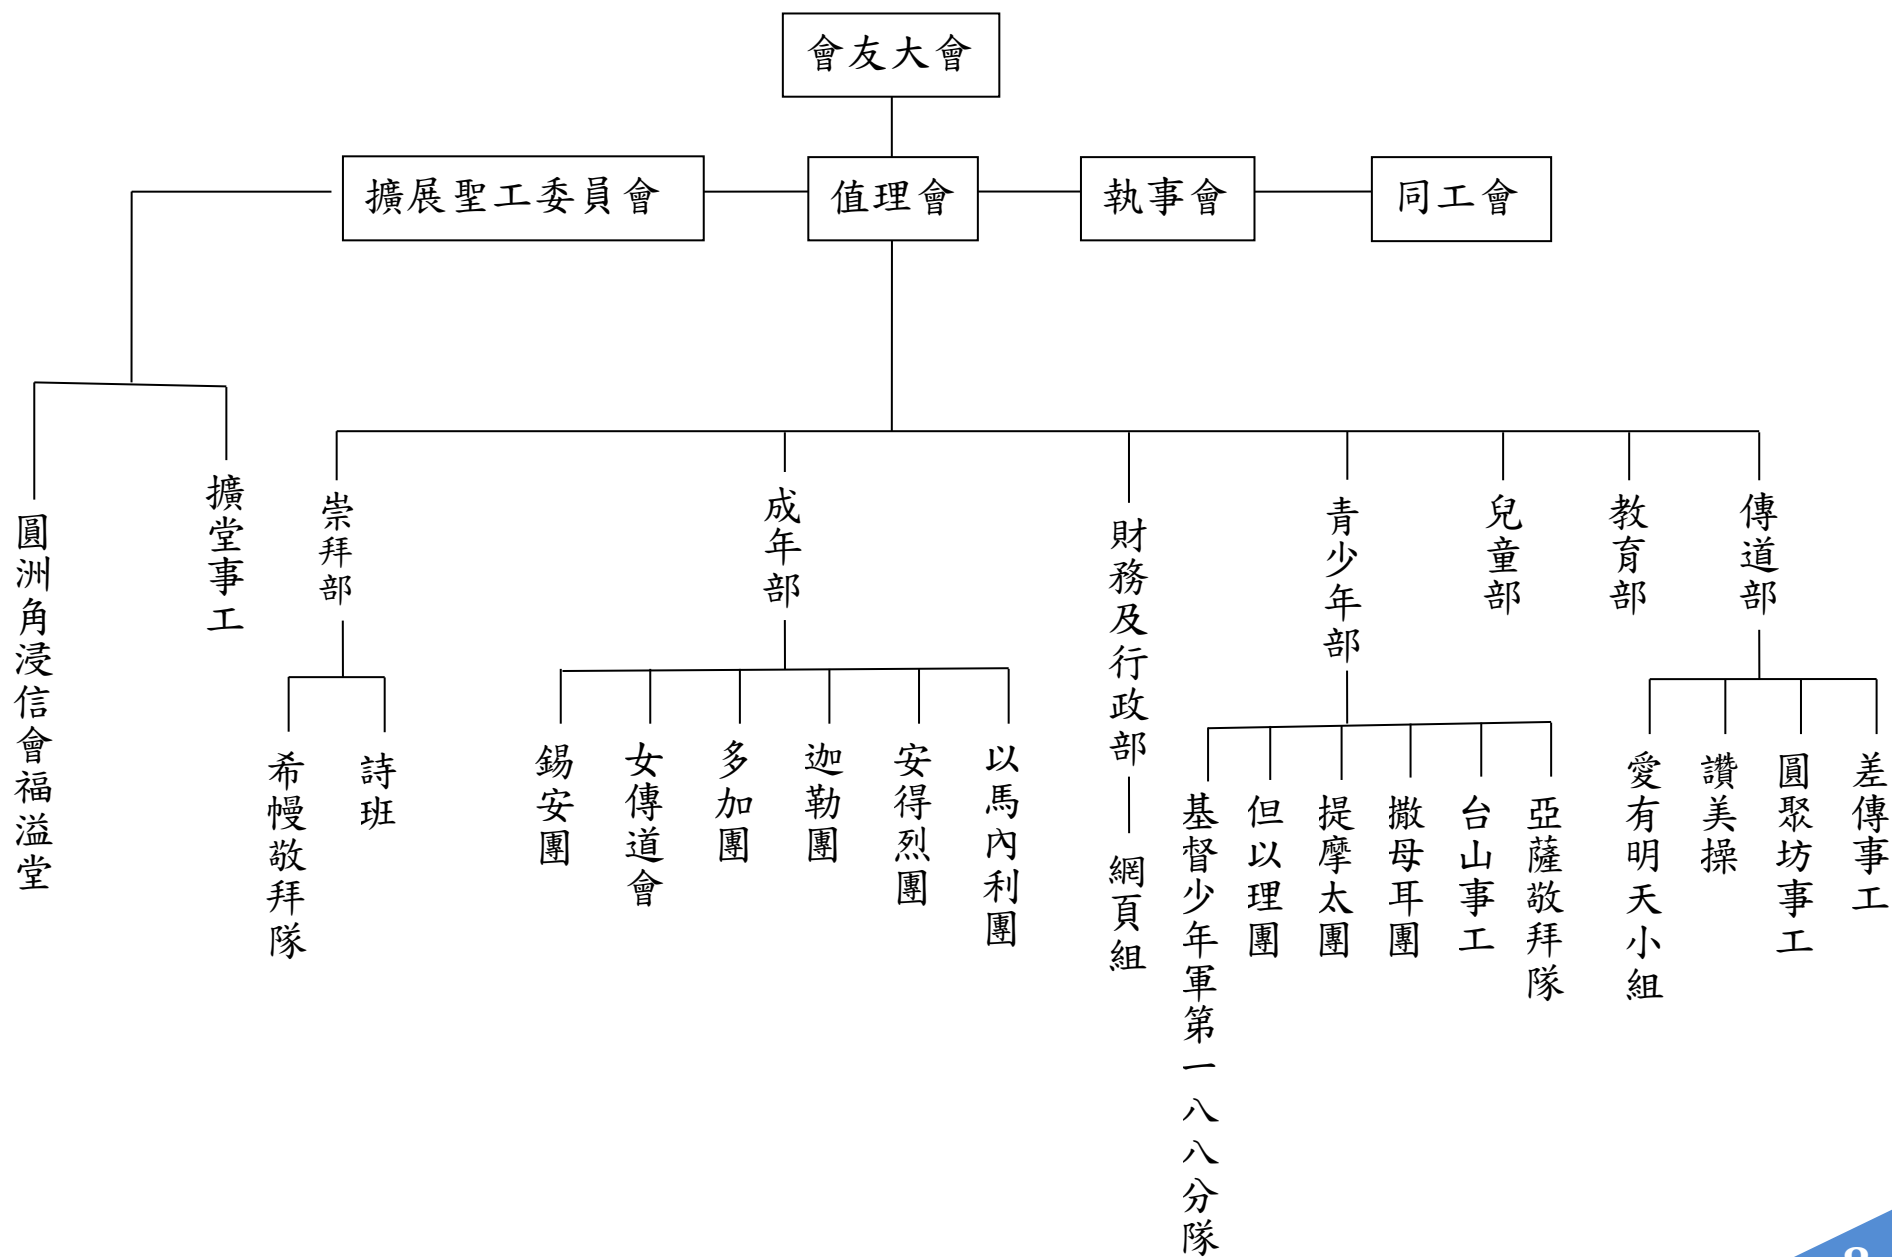 會友大會
擴展聖工委員會
值理會
執事會
同工會
圓洲角浸信會福溢堂
擴堂事工
崇拜部
成年部
財務及行政部
青少年部
兒童部
教育部
傳道部
希幔敬拜隊
詩班
錫安團
女傳道會
多加團
迦勒團
安得烈團
以馬內利團
網頁組
基督少年軍第一八八分隊
但以理團
提摩太團
撒母耳團
台山事工
亞薩敬拜隊
愛有明天小組
讚美操
圓聚坊事工
差傳事工